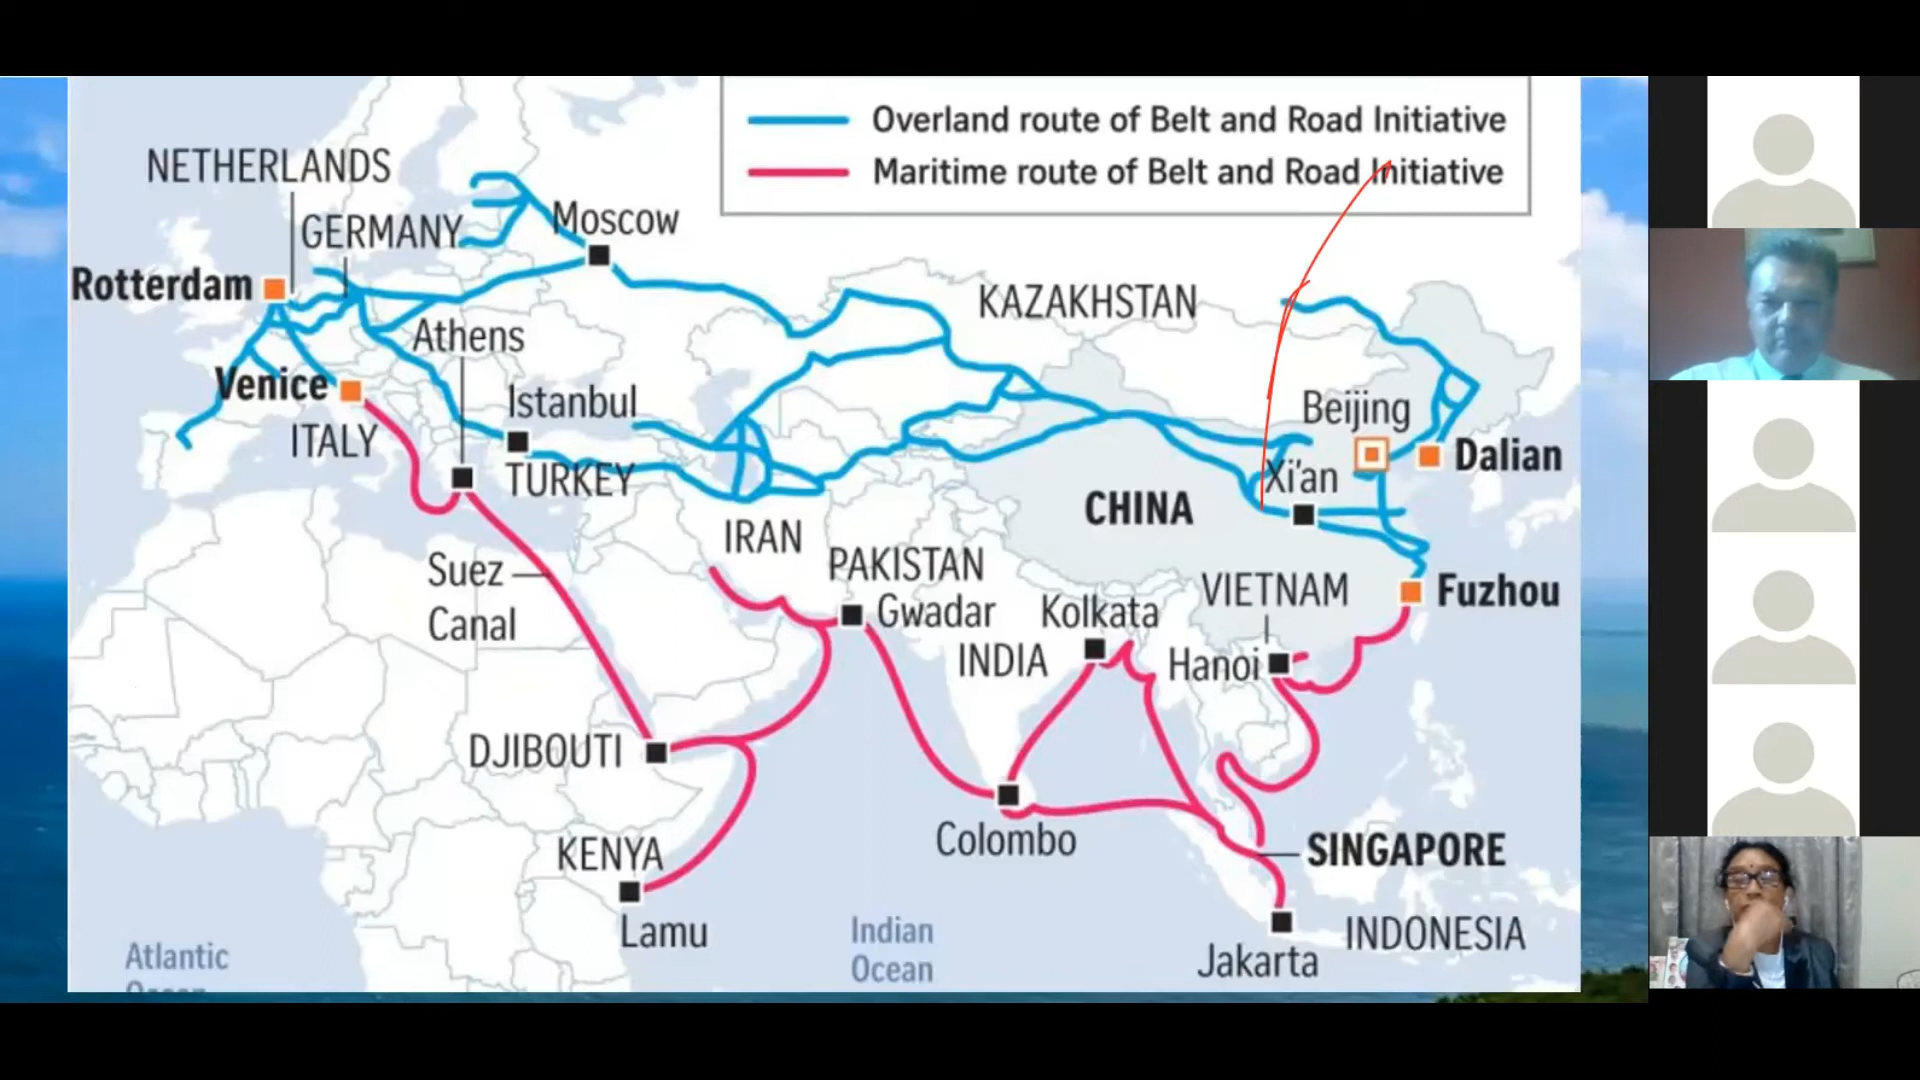 Overland route of Belt and Road Initiative
Maritime route of Belt and Road Initiative
NETHERLANDS
GERMANY
Moscow
Rotterdam
KAZAKHSTAN
Athens
Venice
Istanbul
Beijing
ITALY
TURKEY
Xi'an
Dalian
CHINA
IRAN
Suez
Canal
PAKISTAN
Gwadar
Kolkata
VIETNAM
Fuzhou
INDIA
Hanoi
DJIBOUTI
Colombo
KENYA
SINGAPORE
Lamu
Indian
Ocean
INDONESIA
Jakarta
Atlantic
Ocean